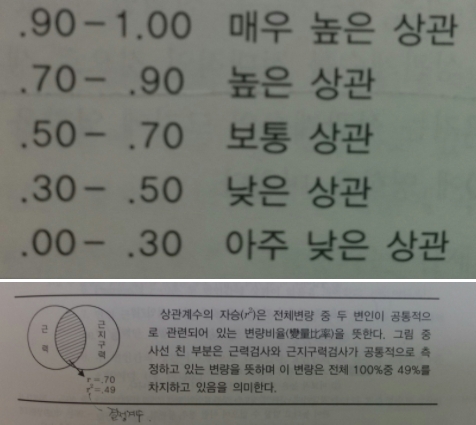 .90－1.00 매우 높은 상관
.70－ .90 높은 상관
.50－ .70 보통 상관
.30－ .50 낮은 상관
.00－ .30 아주 낮은 상관
근력
근지구력
r=.70
r²=.49
상관계수의 자승(r²)은 전체변량 중 두 변인이 공통적으
로 관련되어 있는 변량비율(變量比率)을 뜻한다. 그림 중
사선 친 부분은 근력검사와 근지구력검사가 공통적으로 측
정하고 있는 변량을 뜻하며 이 변량은 전체 100%중 49%를
차지하고 있음을 의미한다.
결정계수